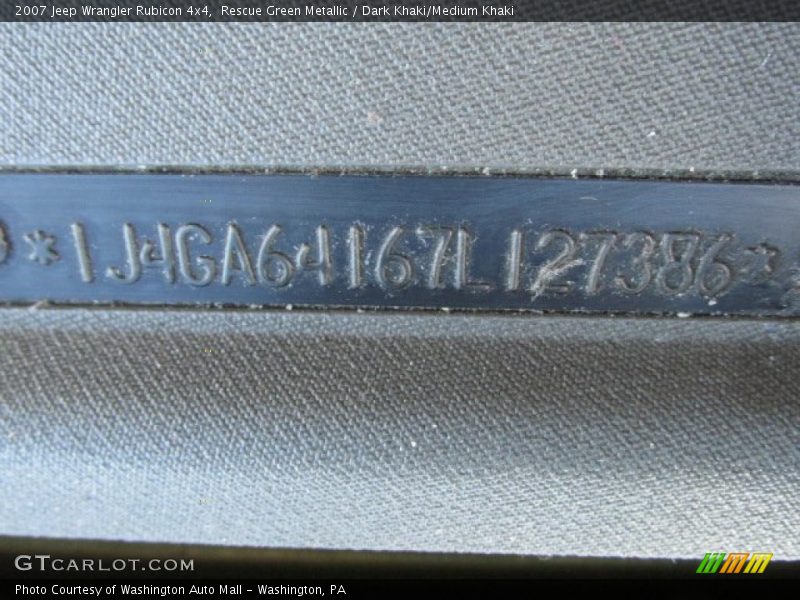 2007 Jeep Wrangler Rubicon 4x4, Rescue Green Metallic / Dark Khaki/Medium Khaki
*1J4GA64167L127386*
GTCARLOT.COM
Photo Courtesy of Washington Auto Mall - Washington, PA